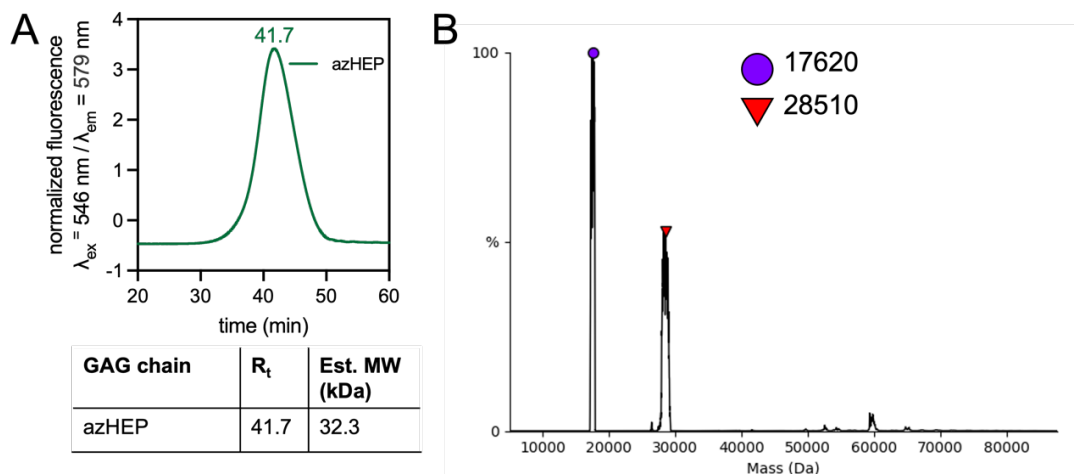 A
4
3
2
1
0
-1
normalized fluorescence
λex = 546 nm / λem = 579 nm
41.7
azHEP
20 30 40 50 60
time (min)
GAG chain Rt Est. MW
(kDa)
azHEP 41.7 32.3
B
100
%
0
17620
28510
10000 20000 30000 40000 50000 60000 70000 80000
Mass (Da)